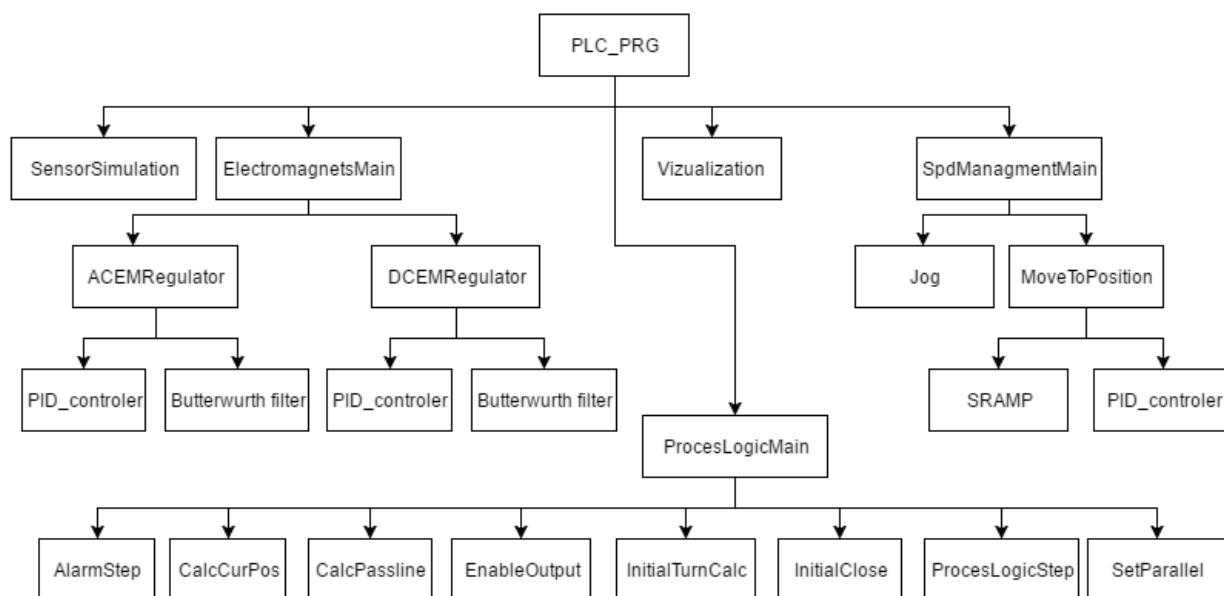 PLC_PRG
SensorSimulation
ElectromagnetsMain
Vizualization
SpdManagmentMain
ACEMRegulator
DCEMRegulator
Jog
MoveToPosition
PID_controler
Butterwurth filter
PID_controler
Butterwurth filter
SRAMP
PID_controler
ProcesLogicMain
AlarmStep
CalcCurPos
CalcPassline
EnableOutput
InitialTurnCalc
InitialClose
ProcesLogicStep
SetParallel